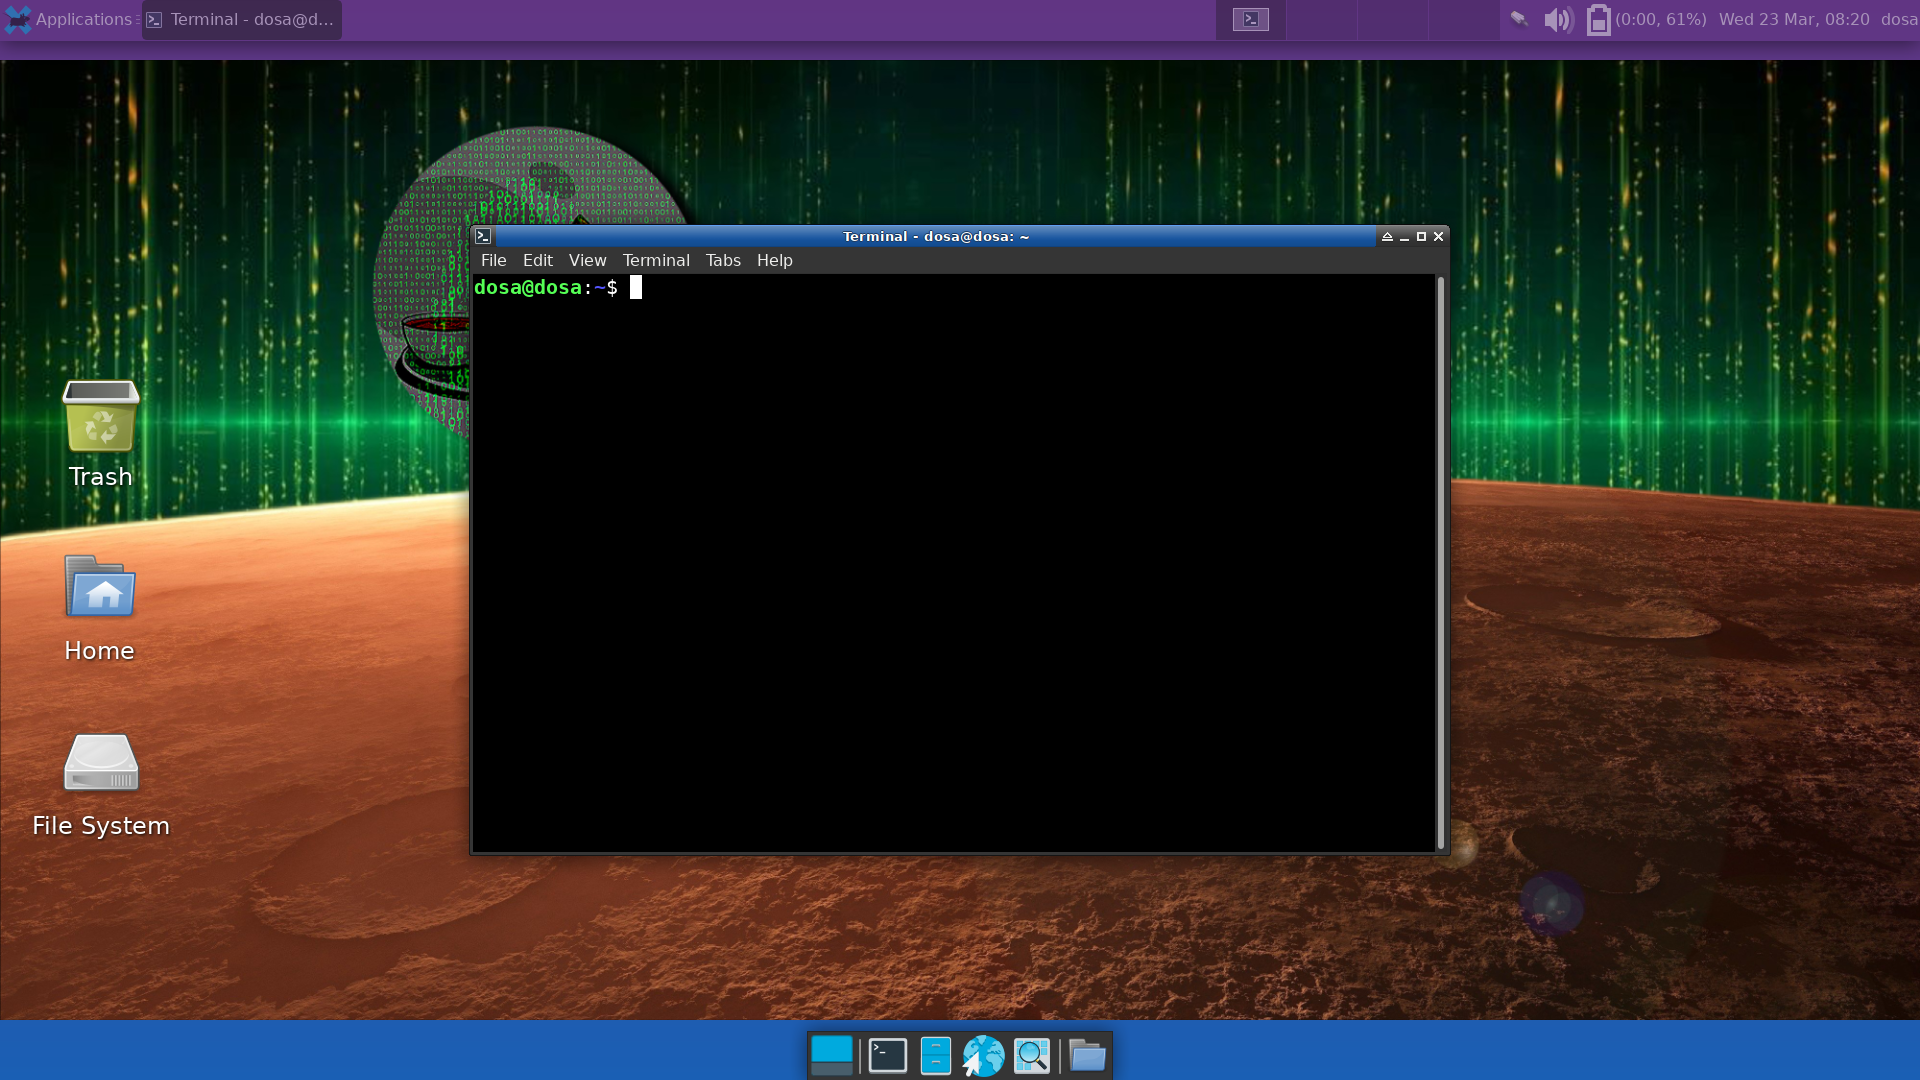 Applications
Terminal - dosa@d...
(0:00, 61%)
Wed 23 Mar, 08:20
dosa
Terminal - dosa@dosa: ~
File Edit View Terminal Tabs Help
dosa@dosa:~$
Trash
Home
File System